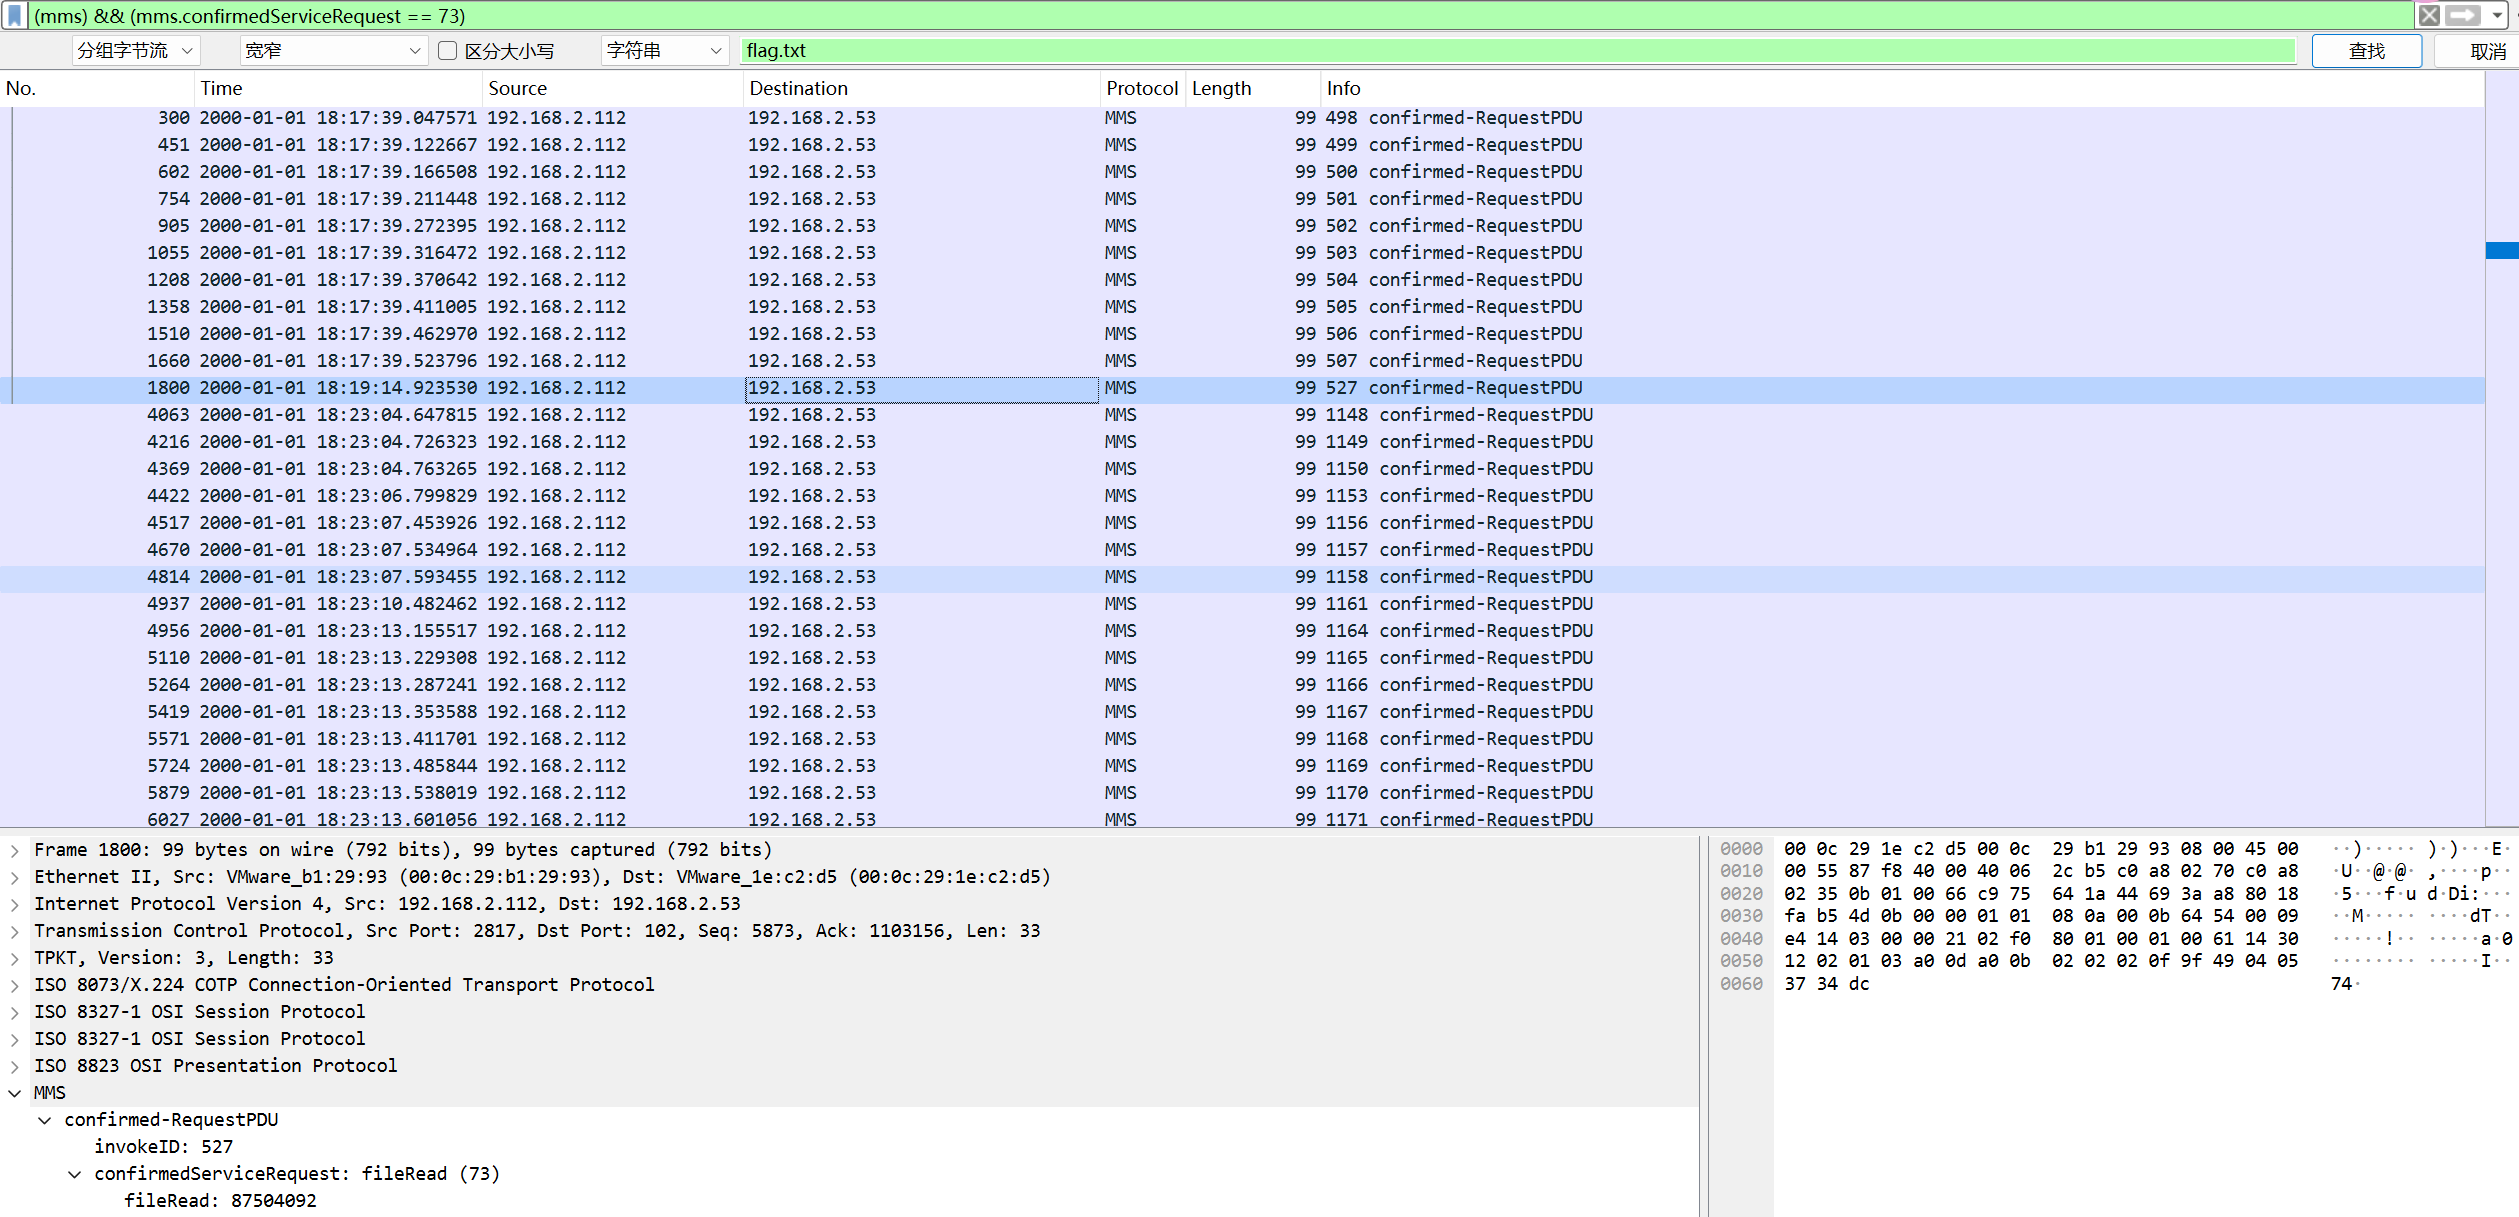 (mms) && (mms.confirmedServiceRequest == 73)
分组字节流 宽窄 区分大小写 字符串 flag.txt 查找 取消
No. Time Source Destination Protocol Length Info
300 2000-01-01 18:17:39.047571 192.168.2.112 192.168.2.53 MMS 99 498 confirmed-RequestPDU
451 2000-01-01 18:17:39.122667 192.168.2.112 192.168.2.53 MMS 99 499 confirmed-RequestPDU
602 2000-01-01 18:17:39.166508 192.168.2.112 192.168.2.53 MMS 99 500 confirmed-RequestPDU
754 2000-01-01 18:17:39.211448 192.168.2.112 192.168.2.53 MMS 99 501 confirmed-RequestPDU
905 2000-01-01 18:17:39.272395 192.168.2.112 192.168.2.53 MMS 99 502 confirmed-RequestPDU
1055 2000-01-01 18:17:39.316472 192.168.2.112 192.168.2.53 MMS 99 503 confirmed-RequestPDU
1208 2000-01-01 18:17:39.370642 192.168.2.112 192.168.2.53 MMS 99 504 confirmed-RequestPDU
1358 2000-01-01 18:17:39.411005 192.168.2.112 192.168.2.53 MMS 99 505 confirmed-RequestPDU
1510 2000-01-01 18:17:39.462970 192.168.2.112 192.168.2.53 MMS 99 506 confirmed-RequestPDU
1660 2000-01-01 18:17:39.523796 192.168.2.112 192.168.2.53 MMS 99 507 confirmed-RequestPDU
1800 2000-01-01 18:19:14.923530 192.168.2.112 192.168.2.53 MMS 99 527 confirmed-RequestPDU
4063 2000-01-01 18:23:04.647815 192.168.2.112 192.168.2.53 MMS 99 1148 confirmed-RequestPDU
4216 2000-01-01 18:23:04.726323 192.168.2.112 192.168.2.53 MMS 99 1149 confirmed-RequestPDU
4369 2000-01-01 18:23:04.763265 192.168.2.112 192.168.2.53 MMS 99 1150 confirmed-RequestPDU
4422 2000-01-01 18:23:06.799829 192.168.2.112 192.168.2.53 MMS 99 1153 confirmed-RequestPDU
4517 2000-01-01 18:23:07.453926 192.168.2.112 192.168.2.53 MMS 99 1156 confirmed-RequestPDU
4670 2000-01-01 18:23:07.534964 192.168.2.112 192.168.2.53 MMS 99 1157 confirmed-RequestPDU
4814 2000-01-01 18:23:07.593455 192.168.2.112 192.168.2.53 MMS 99 1158 confirmed-RequestPDU
4937 2000-01-01 18:23:10.482462 192.168.2.112 192.168.2.53 MMS 99 1161 confirmed-RequestPDU
4956 2000-01-01 18:23:13.155517 192.168.2.112 192.168.2.53 MMS 99 1164 confirmed-RequestPDU
5110 2000-01-01 18:23:13.229308 192.168.2.112 192.168.2.53 MMS 99 1165 confirmed-RequestPDU
5264 2000-01-01 18:23:13.287241 192.168.2.112 192.168.2.53 MMS 99 1166 confirmed-RequestPDU
5419 2000-01-01 18:23:13.353588 192.168.2.112 192.168.2.53 MMS 99 1167 confirmed-RequestPDU
5571 2000-01-01 18:23:13.411701 192.168.2.112 192.168.2.53 MMS 99 1168 confirmed-RequestPDU
5724 2000-01-01 18:23:13.485844 192.168.2.112 192.168.2.53 MMS 99 1169 confirmed-RequestPDU
5879 2000-01-01 18:23:13.538019 192.168.2.112 192.168.2.53 MMS 99 1170 confirmed-RequestPDU
6027 2000-01-01 18:23:13.601056 192.168.2.112 192.168.2.53 MMS 99 1171 confirmed-RequestPDU
Frame 1800: 99 bytes on wire (792 bits), 99 bytes captured (792 bits)
Ethernet II, Src: VMware_b1:29:93 (00:0c:29:b1:29:93), Dst: VMware_1e:c2:d5 (00:0c:29:1e:c2:d5)
Internet Protocol Version 4, Src: 192.168.2.112, Dst: 192.168.2.53
Transmission Control Protocol, Src Port: 2817, Dst Port: 102, Seq: 5873, Ack: 1103156, Len: 33
TPKT, Version: 3, Length: 33
ISO 8073/X.224 COTP Connection-Oriented Transport Protocol
ISO 8327-1 OSI Session Protocol
ISO 8327-1 OSI Session Protocol
ISO 8823 OSI Presentation Protocol
MMS
confirmed-RequestPDU
invokeID: 527
confirmedServiceRequest: fileRead (73)
fileRead: 87504092
0000 00 0c 29 1e c2 d5 00 0c 29 b1 29 93 08 00 45 00 ··)····· )·)···E·
0010 00 55 87 f8 40 00 40 06 2c b5 c0 a8 02 70 c0 a8 ·U··@·@· ,····p··
0020 02 35 0b 01 00 66 c9 75 64 1a 44 69 3a a8 80 18 ·5···f·u d·Di:···
0030 fa b5 4d 0b 00 00 01 01 08 0a 00 0b 64 54 00 09 ··M····· ····dT··
0040 e4 14 03 00 00 21 02 f0 80 01 00 01 00 61 14 30 ·····!·· ·····a·0
0050 12 02 01 03 a0 0d a0 0b 02 02 02 0f 9f 49 04 05 ········ ·····I··
0060 37 34 dc 74·